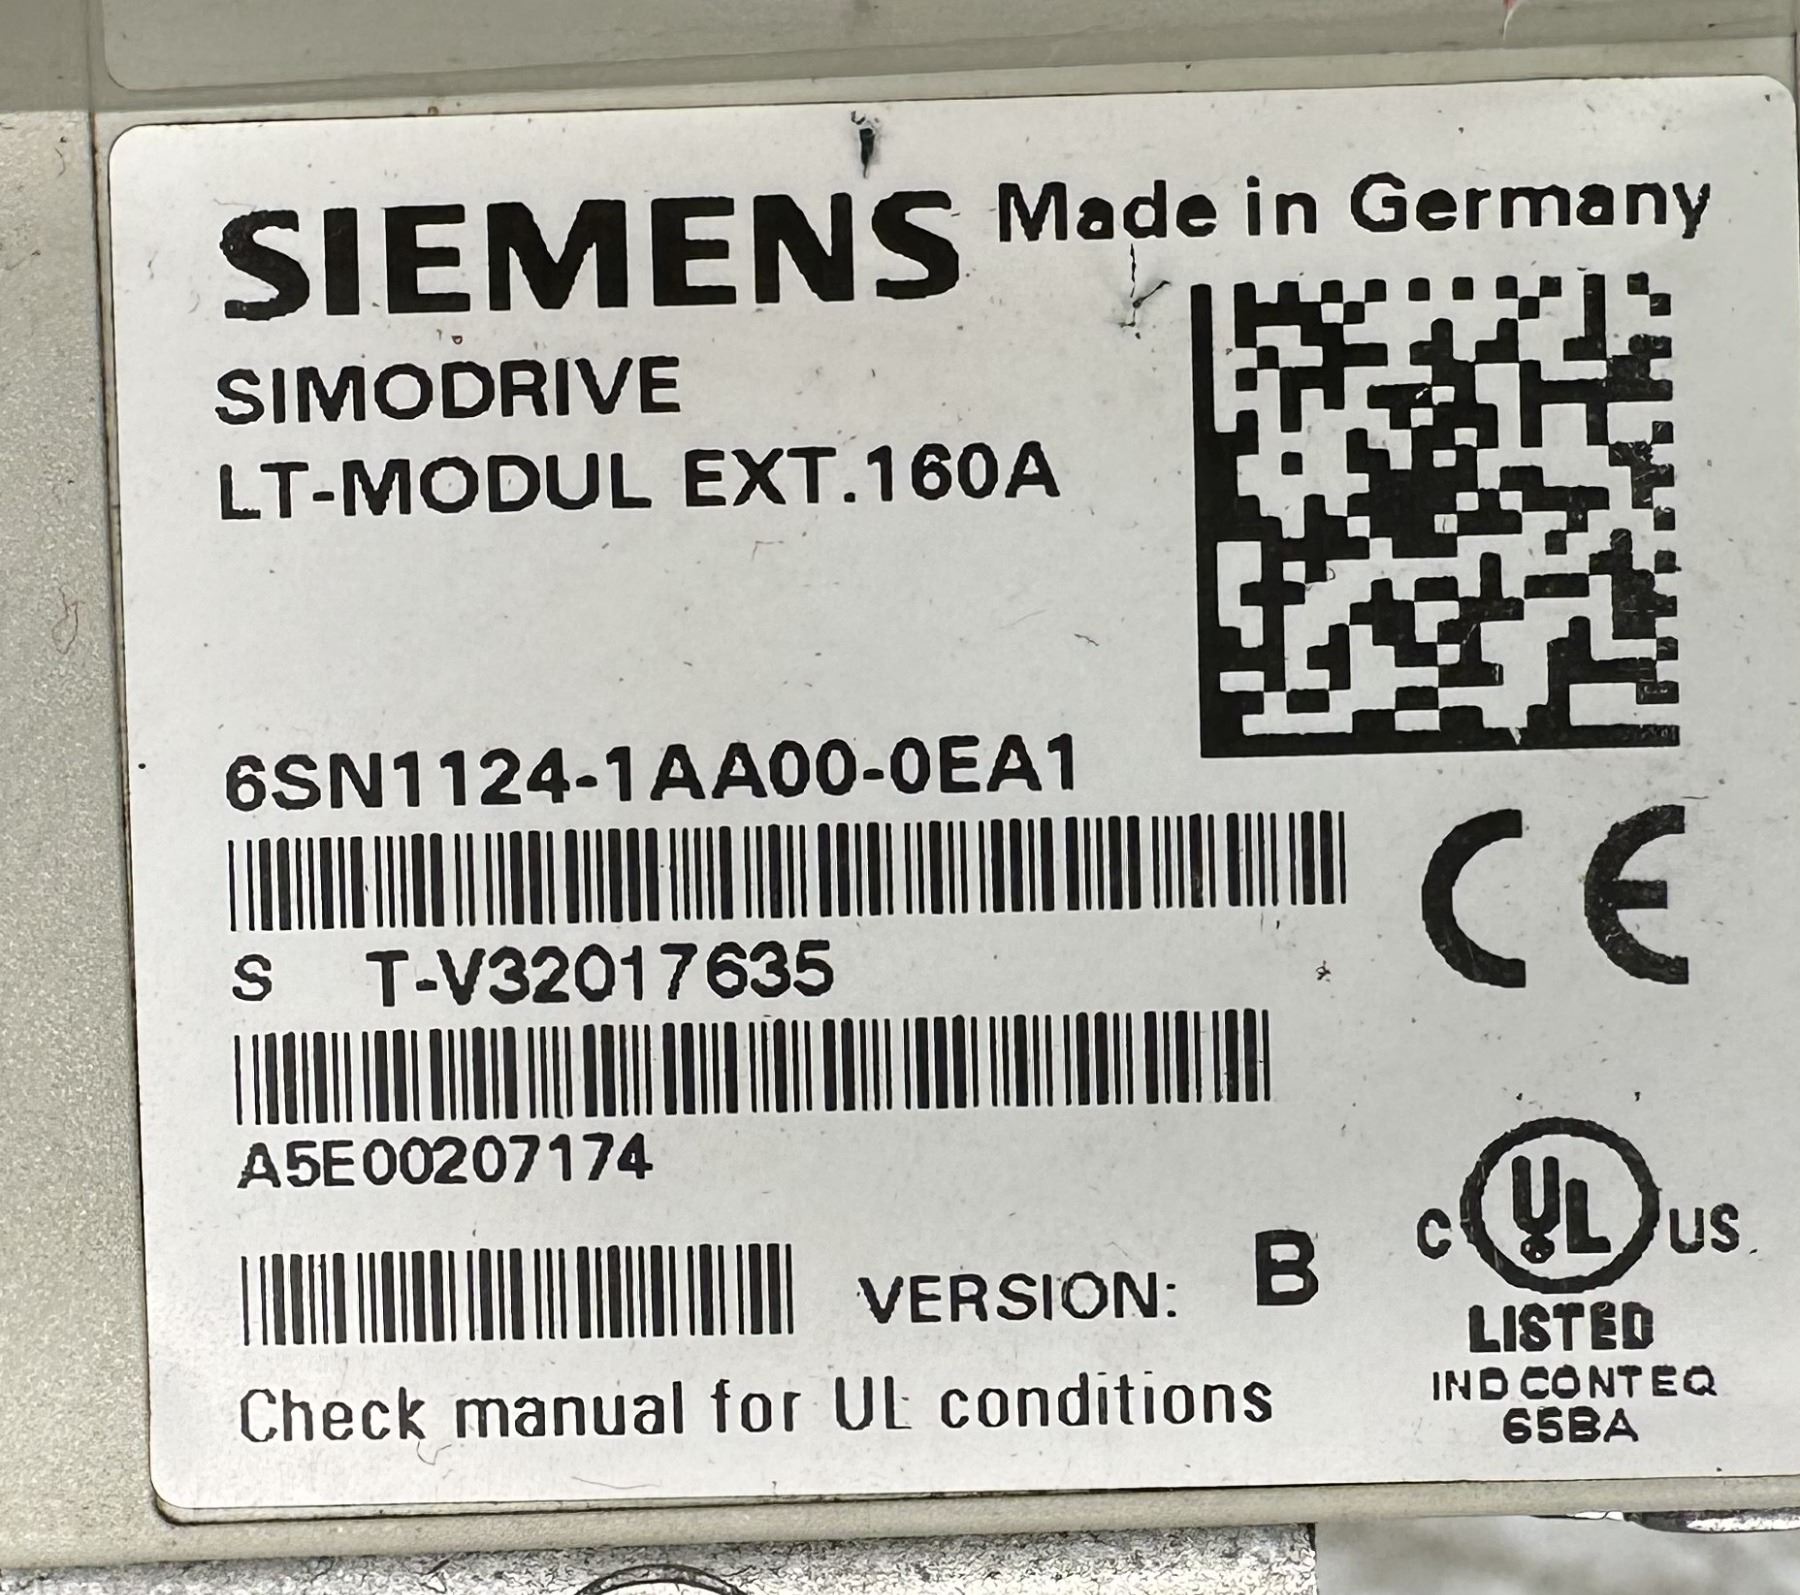 SIEMENS Made in Germany
SIMODRIVE
LT-MODUL EXT.160A
6SN1124-1AA00-0EA1
S T-V32017635
A5E00207174
VERSION: B
Check manual for UL conditions
CE
C UL US
LISTED
IND CONT EQ
65BA